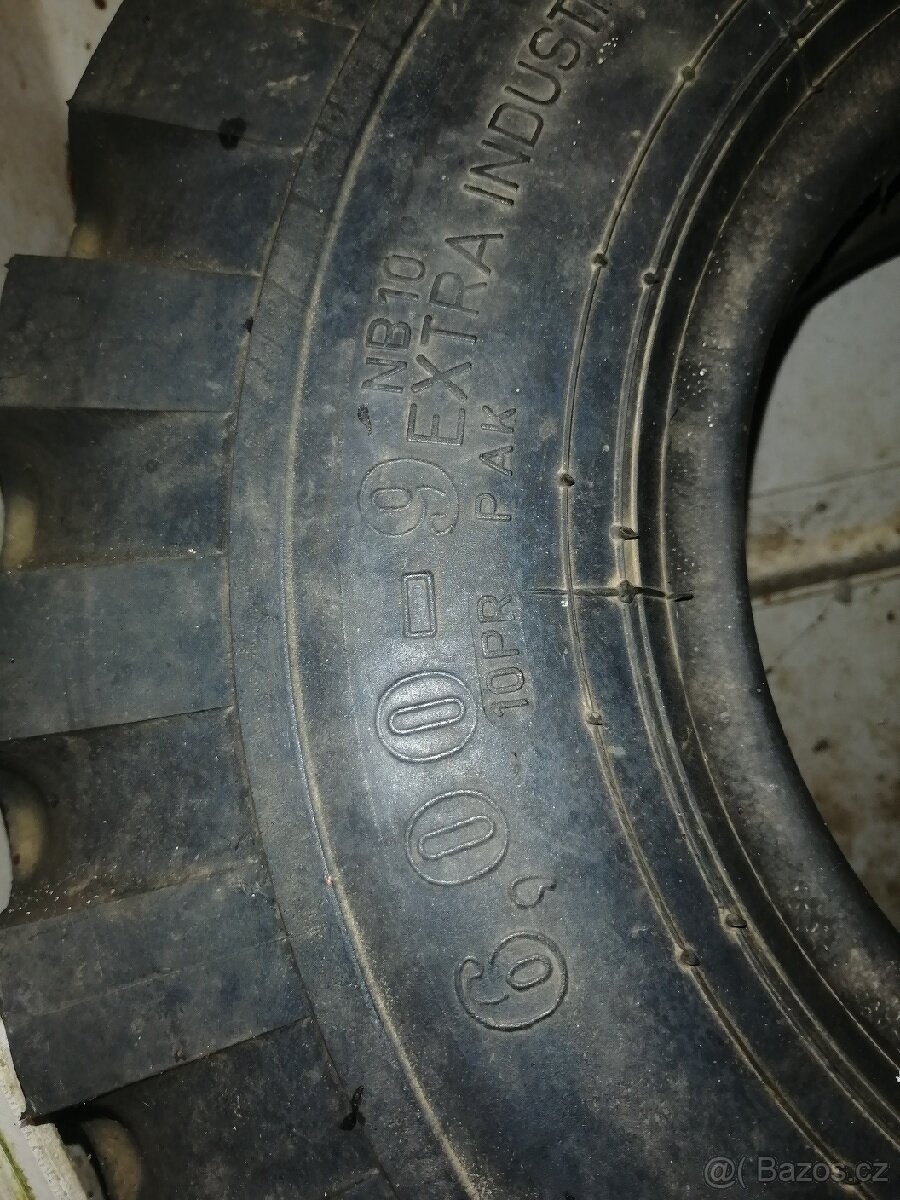 6,00-9
NB10
EXTRA INDUST
10PR PAK.
@( Bazos.cz